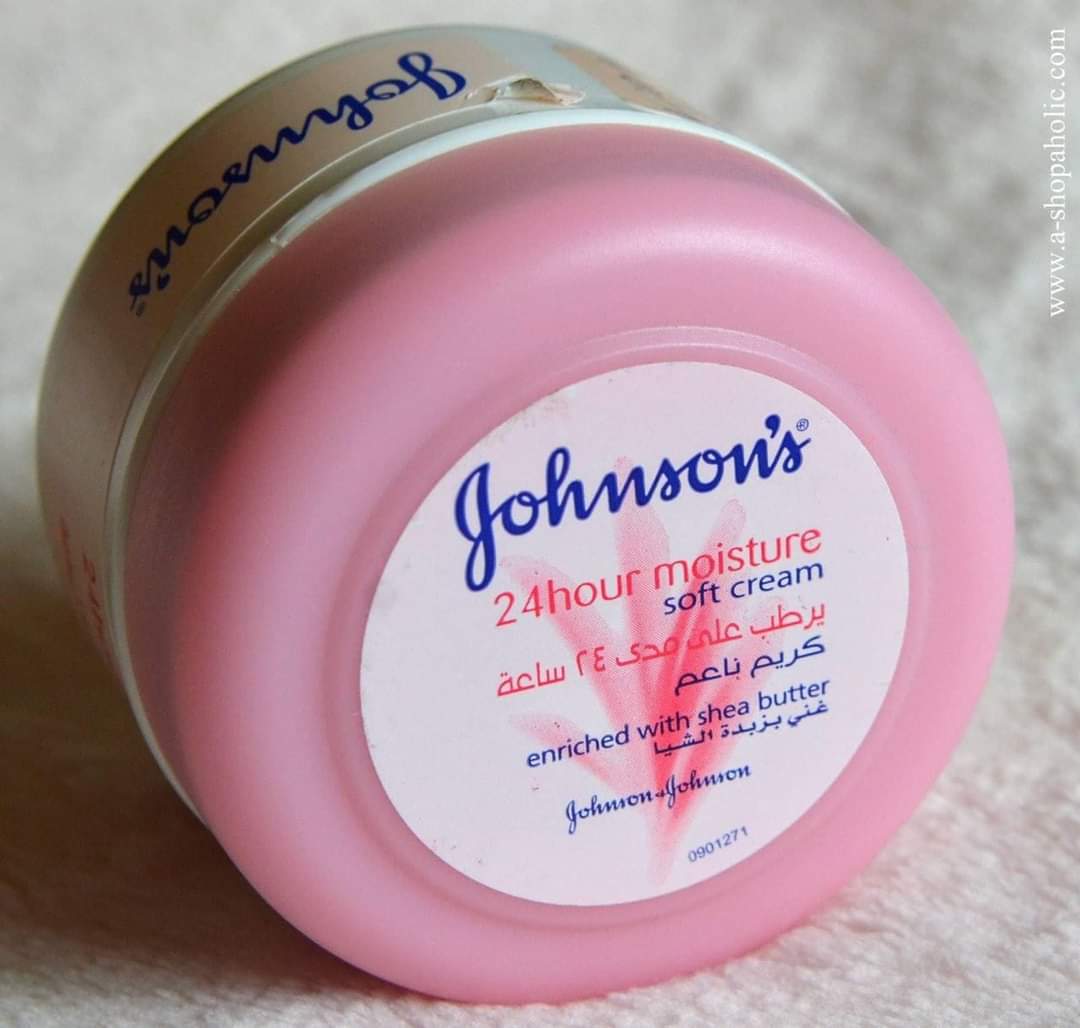 Johnson's®
Johnson's®
24hour moisture
soft cream
يرطب على مدى ٢٤ ساعة
كريم ناعم
enriched with shea butter
غني بزبدة الشيا
Johnson & Johnson
0901271
www.a-shopaholic.com